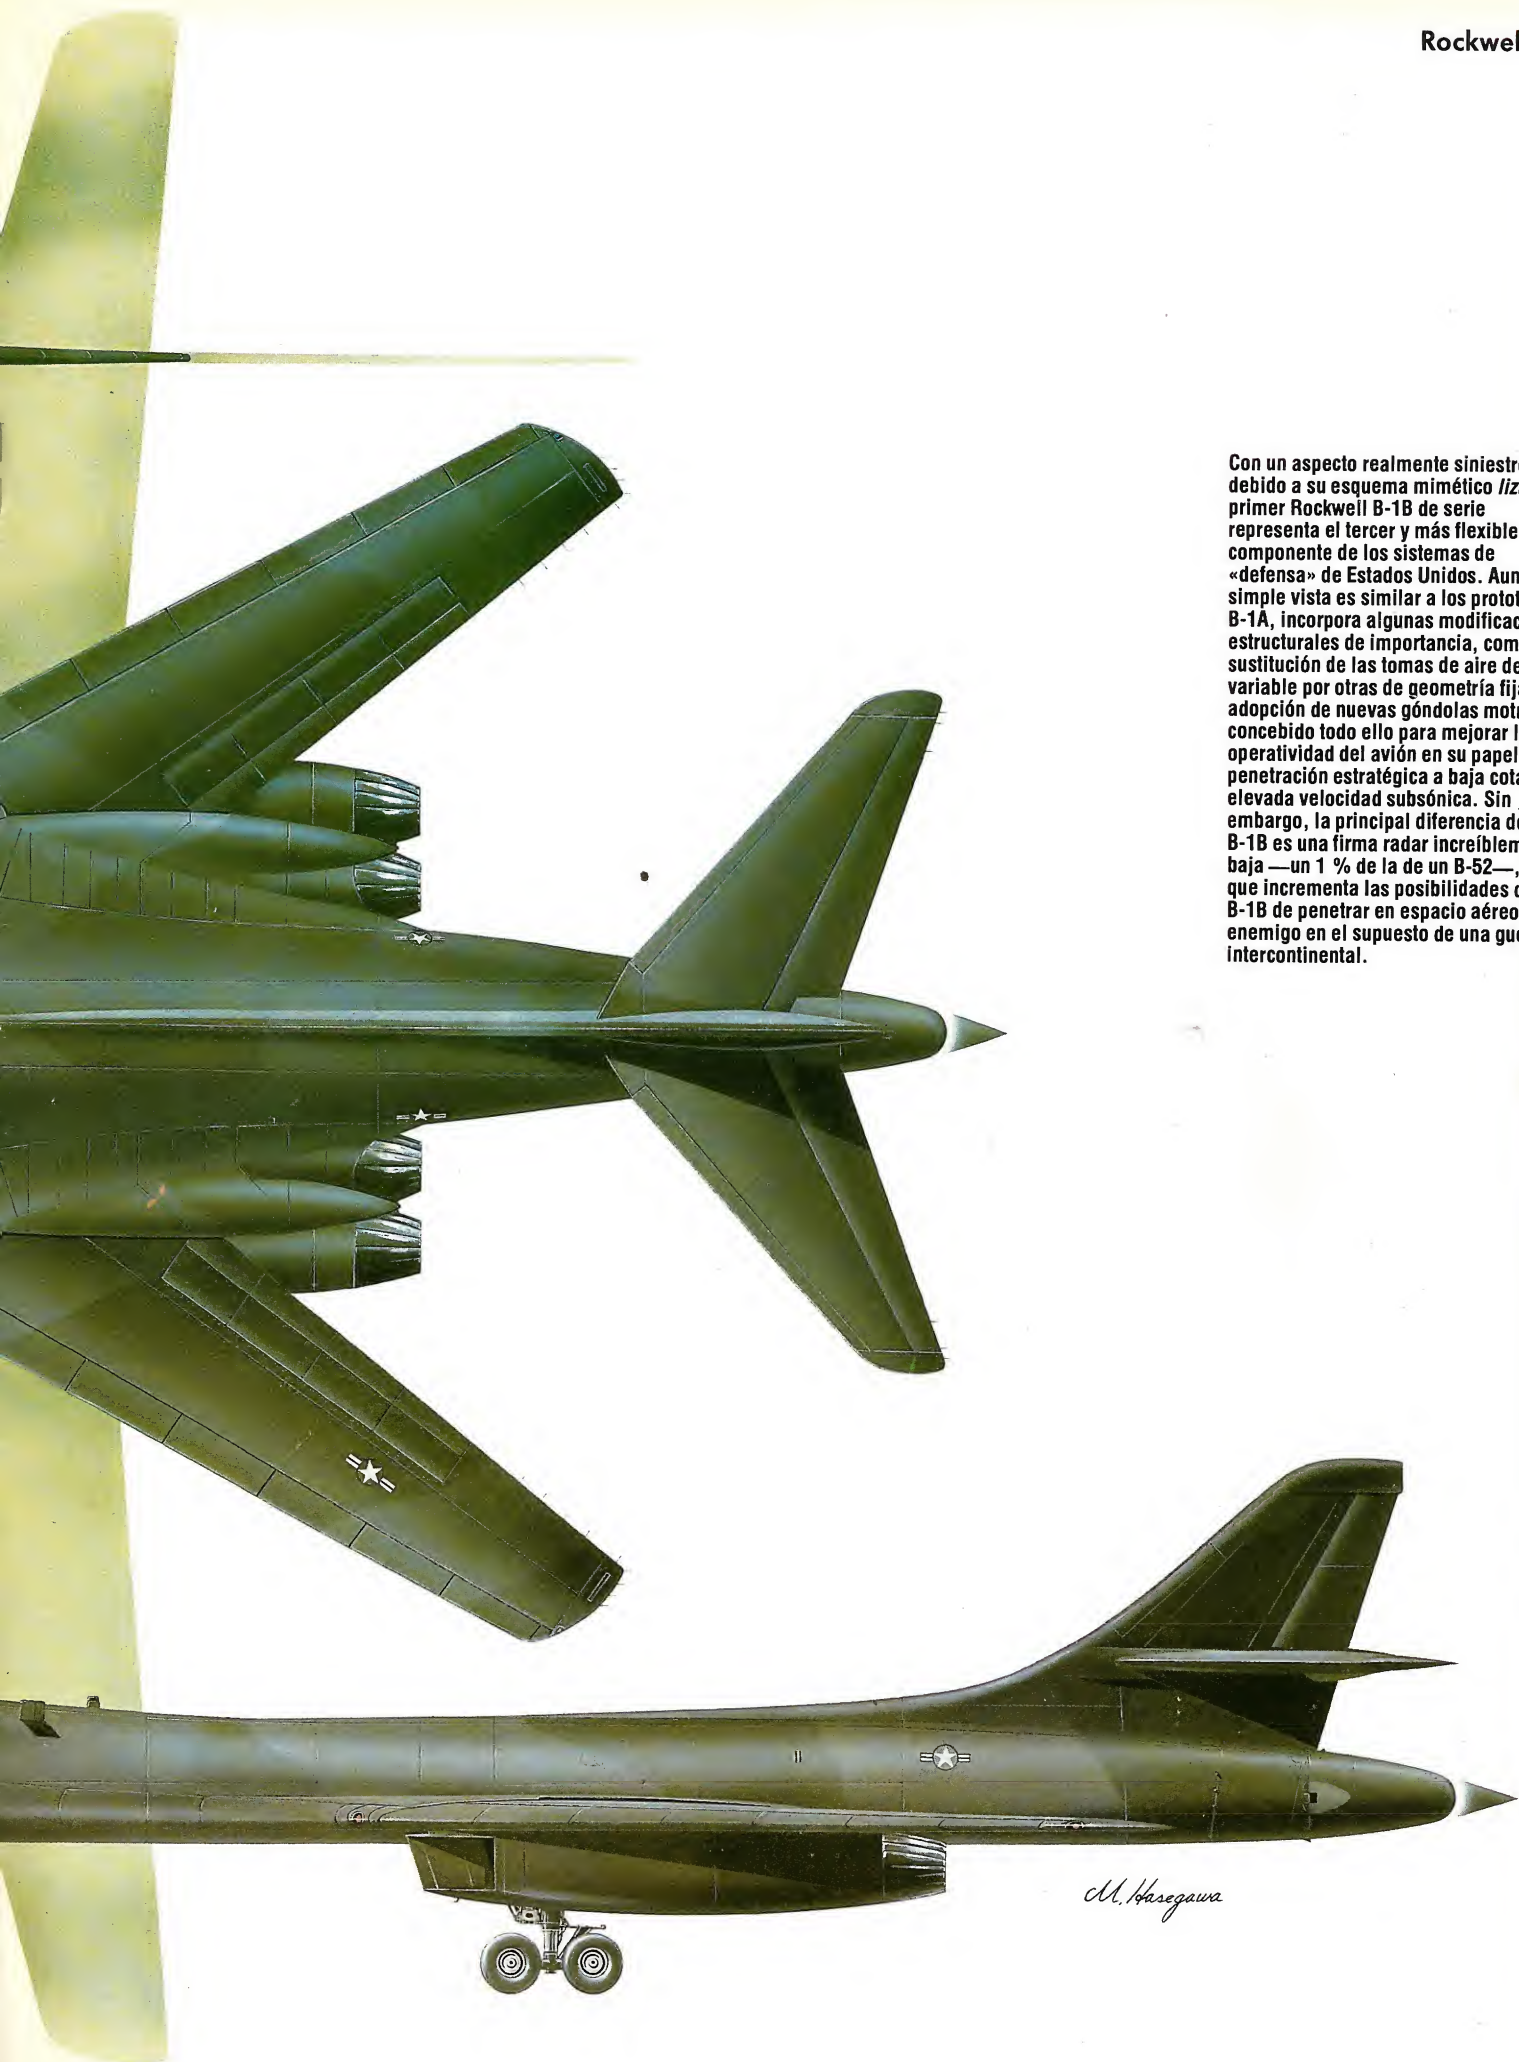 Rockwel
Con un aspecto realmente siniestr
debido a su esquema mimético liz
primer Rockwell B-1B de serie
representa el tercer y más flexible
componente de los sistemas de
«defensa» de Estados Unidos. Aun
simple vista es similar a los protot
B-1A, incorpora algunas modificac
estructurales de importancia, com
sustitución de las tomas de aire de
variable por otras de geometría fij
adopción de nuevas góndolas motr
concebido todo ello para mejorar l
operatividad del avión en su papel
penetración estratégica a baja cota
elevada velocidad subsónica. Sin
embargo, la principal diferencia de
B-1B es una firma radar increíblem
baja —un 1 % de la de un B-52—,
que incrementa las posibilidades d
B-1B de penetrar en espacio aéreo
enemigo en el supuesto de una gue
intercontinental.
M. Hasegawa